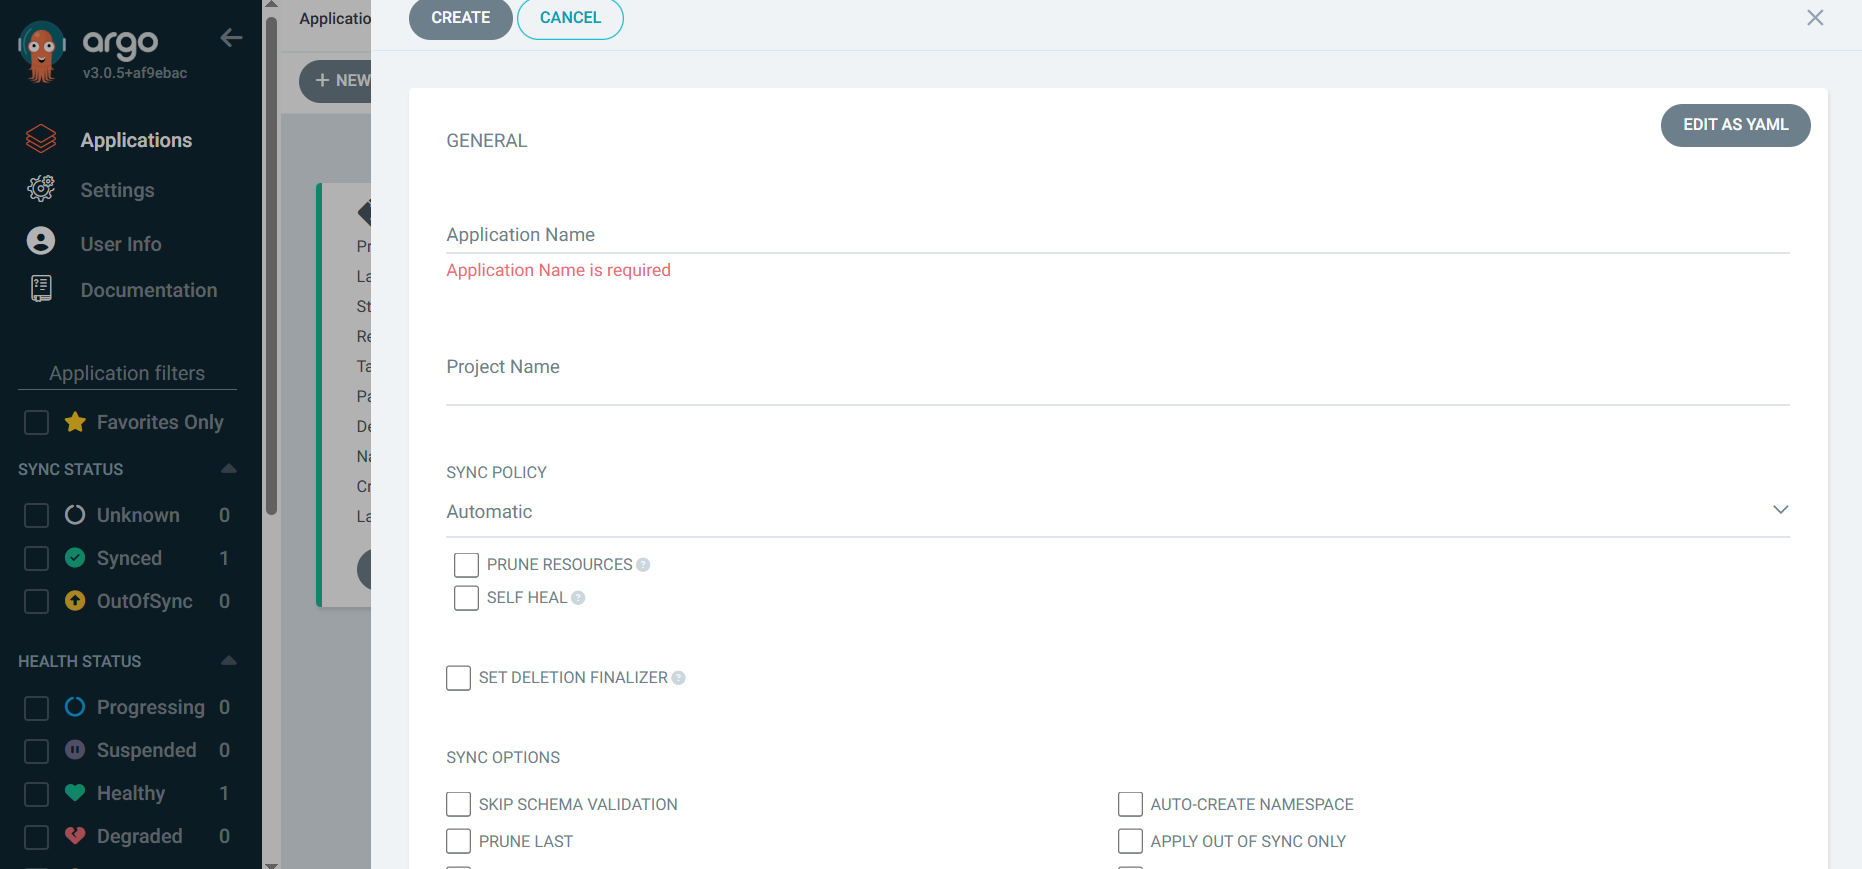 argo
v3.0.5+af9ebac
Applications
Settings
User Info
Documentation
Application filters
Favorites Only
SYNC STATUS
Unknown 0
Synced 1
OutOfSync 0
HEALTH STATUS
Progressing 0
Suspended 0
Healthy 1
Degraded 0
Applicatio
+ NEW
Pr
La
St
Re
Ta
Pa
De
Na
Cr
La
CREATE CANCEL
GENERAL
EDIT AS YAML
Application Name
Application Name is required
Project Name
SYNC POLICY
Automatic
PRUNE RESOURCES ?
SELF HEAL ?
SET DELETION FINALIZER ?
SYNC OPTIONS
SKIP SCHEMA VALIDATION AUTO-CREATE NAMESPACE
PRUNE LAST APPLY OUT OF SYNC ONLY